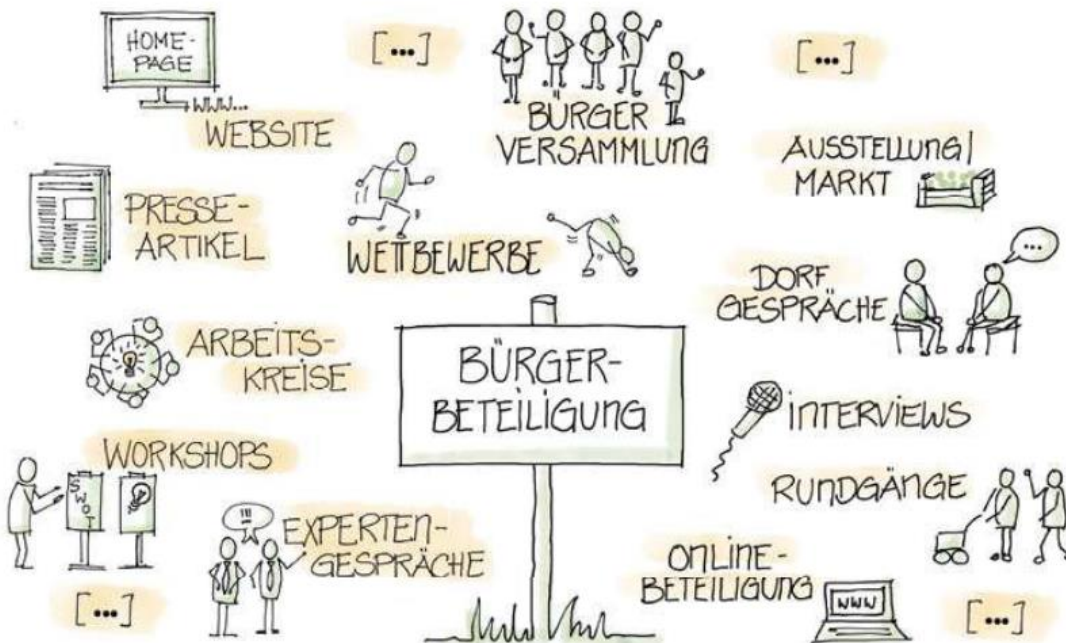 HOME-
PAGE
WWW...
WEBSITE
[...]
BÜRGER
VERSAMMLUNG
[...]
AUSSTELLUNG/
MARKT
PRESSE-
ARTIKEL
WETTBEWERBE
...
DORF
GESPRÄCHE
ARBEITS-
KREISE
BÜRGER-
BETEILIGUNG
INTERVIEWS
WORKSHOPS
SWOT
RUNDGÄNGE
!!!
EXPERTEN-
GESPRÄCHE
ONLINE-
BETEILIGUNG
WWW
[...]
[...]